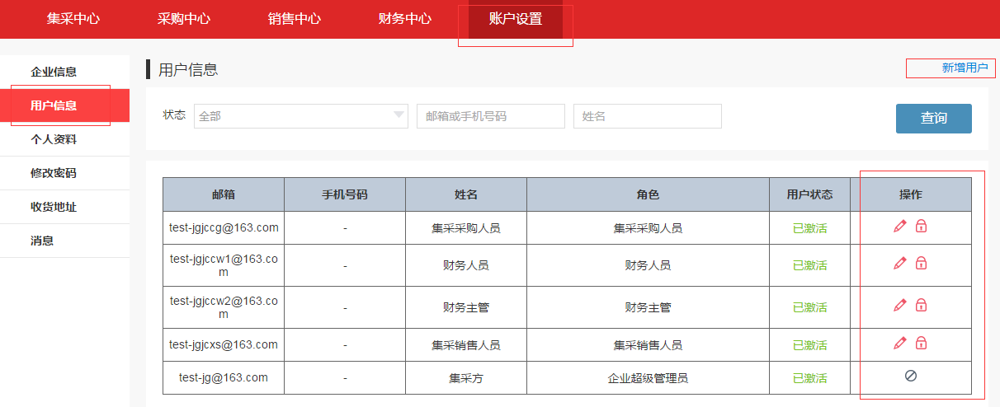 集采中心 采购中心 销售中心 财务中心 账户设置
企业信息
用户信息
个人资料
修改密码
收货地址
消息
用户信息 新增用户
状态 全部 邮箱或手机号码 姓名 查询
邮箱 手机号码 姓名 角色 用户状态 操作
test-jgjccg@163.com - 集采采购人员 集采采购人员 已激活
test-jgjccw1@163.co
m - 财务人员 财务人员 已激活
test-jgjccw2@163.co
m - 财务主管 财务主管 已激活
test-jgjcxs@163.com - 集采销售人员 集采销售人员 已激活
test-jg@163.com - 集采方 企业超级管理员 已激活